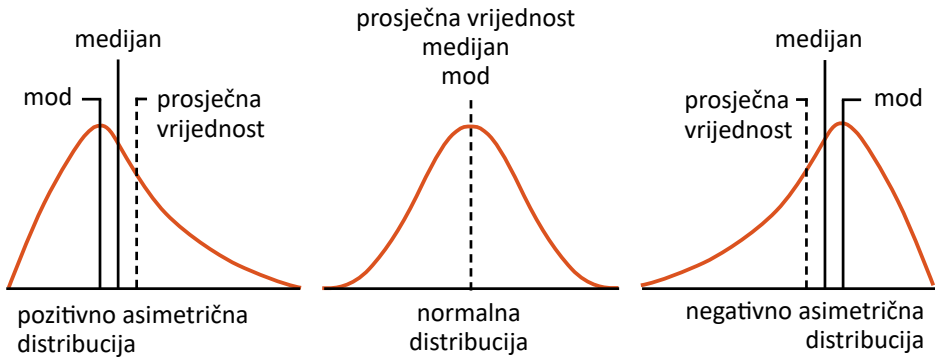 medijan
mod
prosječna
vrijednost
pozitivno asimetrična
distribucija
prosječna vrijednost
medijan
mod
normalna
distribucija
medijan
prosječna
vrijednost
mod
negativno asimetrična
distribucija